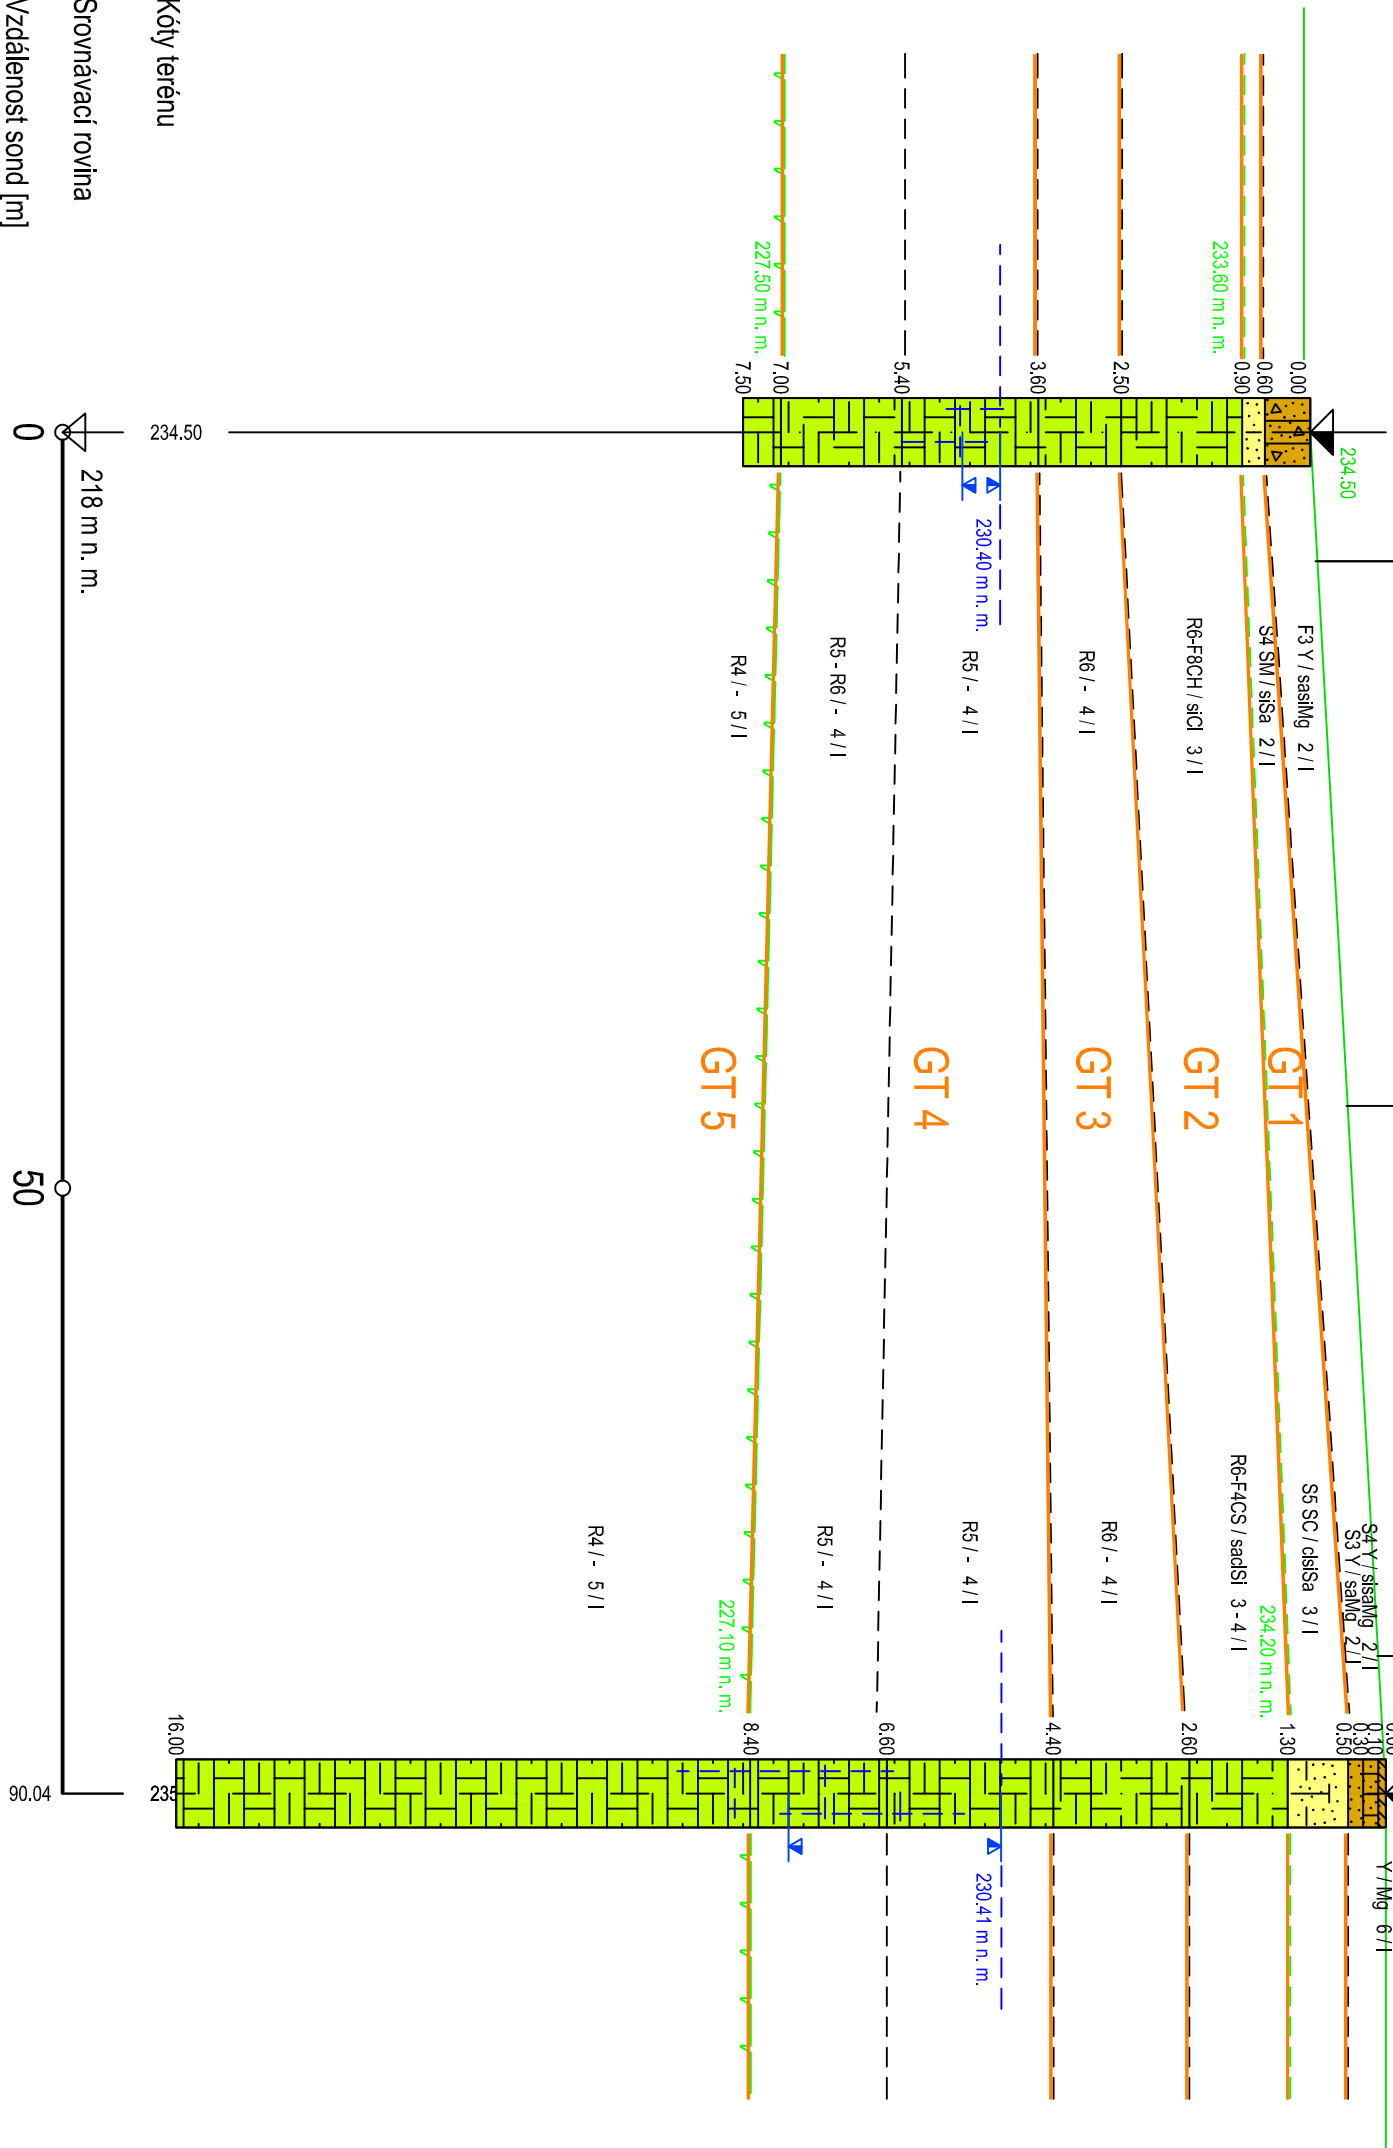 234.50
F3 Y / sasiMg 2 / I
S4 SM / siSa 2 / I
R6-F8CH / siCl 3 / I
R6 / - 4 / I
R5 / - 4 / I
R5 - R6 / - 4 / I
R4 / - 5 / I
0.00
0.60
0.90
2.50
3.60
5.40
7.00
7.50
233.60 m n. m.
230.40 m n. m.
227.50 m n. m.
GT 1
GT 2
GT 3
GT 4
GT 5
Y / Mg 6 / I
S4 Y / sisaMg 2 / I
S3 Y / saMg 2 / I
S5 SC / clsiSa 3 / I
R6-F4CS / saclSi 3 - 4 / I
R6 / - 4 / I
R5 / - 4 / I
R5 / - 4 / I
R4 / - 5 / I
0.10
0.30
0.50
1.30
2.60
4.40
6.60
8.40
16.00
234.20 m n. m.
230.41 m n. m.
227.10 m n. m.
Kóty terénu
234.50
235
Srovnávací rovina
218 m n. m.
Vzdálenost sond [m]
0
50
90.04